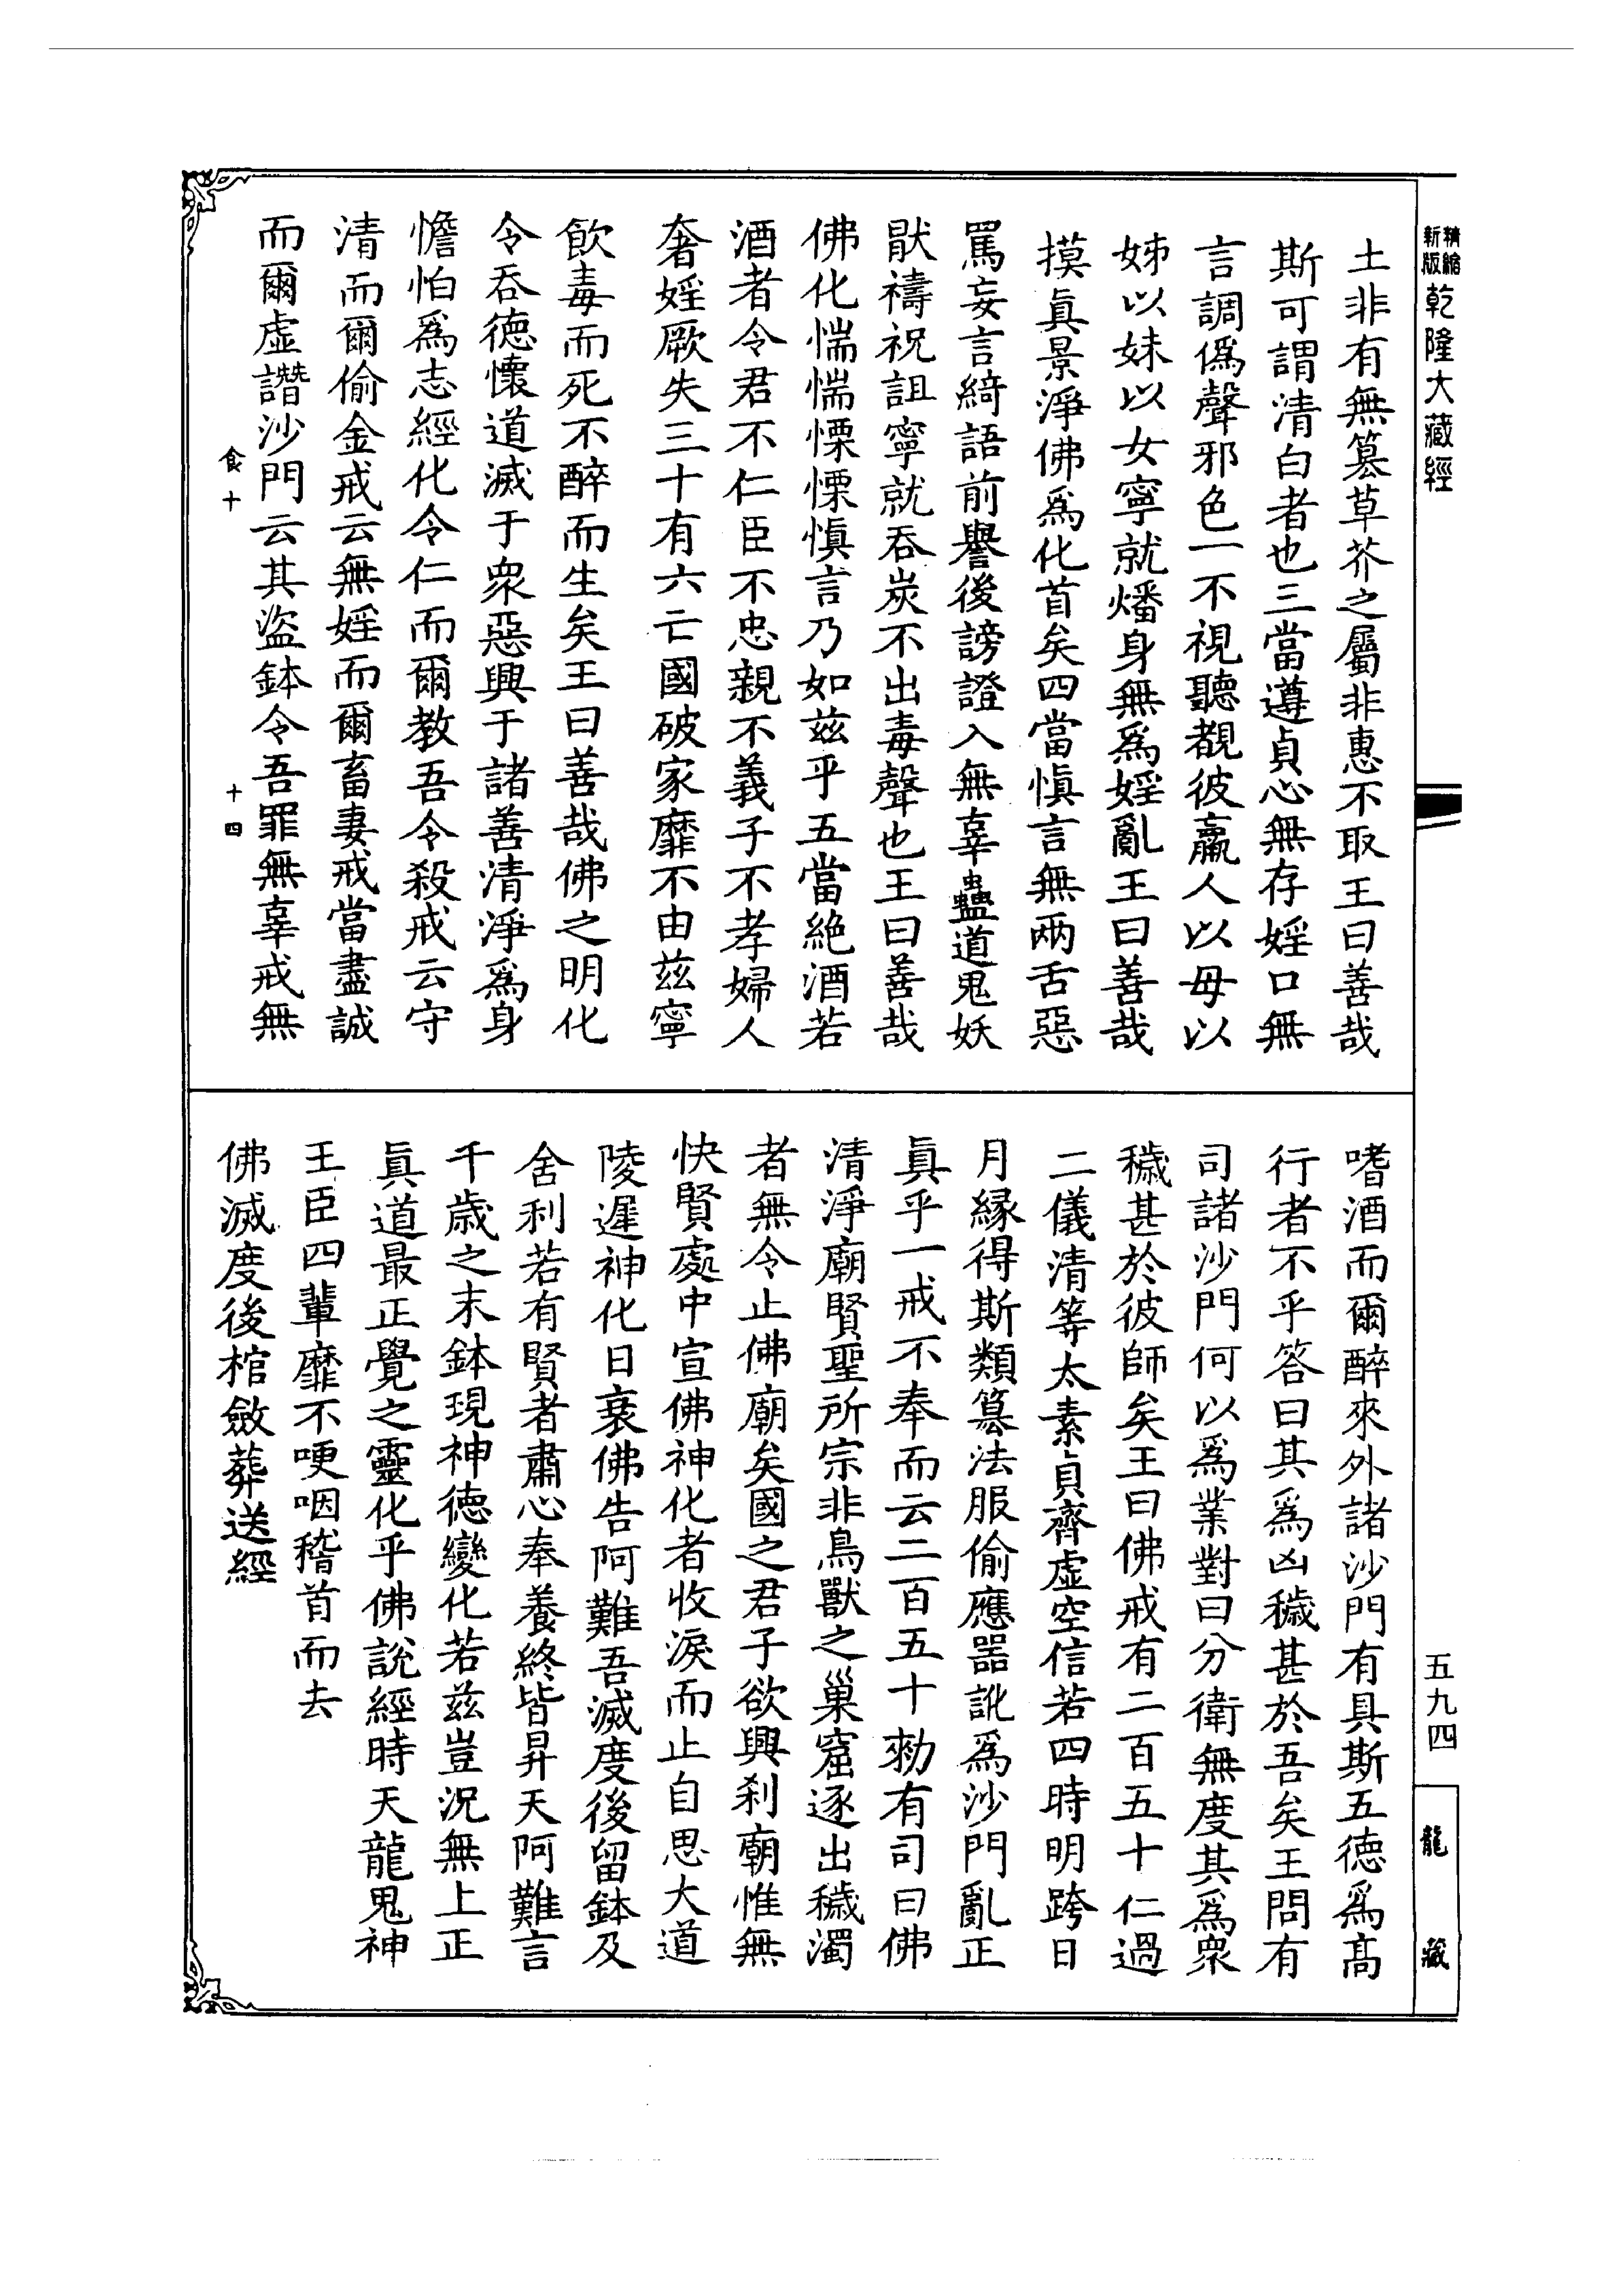 精縮新版乾隆大藏經
土非有無篡草芥之屬非惠不取王曰善哉
斯可謂清白者也三當遵貞心無存婬口無
言調僞聲邪色一不視聽覩彼臝人以母以
姊以妹以女寧就燔身無爲婬亂王曰善哉
摸眞景淨佛爲化首矣四當愼言無兩舌惡
罵妄言綺語前譽後謗證入無辜蠱道鬼妖
猒禱祝詛寧就吞炭不出毒聲也王曰善哉
佛化惴惴慄慄愼言乃如茲乎五當絶酒若
酒者令君不仁臣不忠親不義子不孝婦人
奢婬厥失三十有六亡國破家靡不由茲寧
飲毒而死不醉而生矣王曰善哉佛之明化
令吞德懷道滅于衆惡興于諸善清淨爲身
憺怕爲志經化令仁而爾教吾令殺戒云守
清而爾偷金戒云無婬而爾畜妻戒當盡誠
而爾虛譖沙門云其盜鉢令吾罪無辜戒無
食十
十四
嗜酒而爾醉來外諸沙門有具斯五德爲高
行者不乎答曰其爲凶穢甚於吾矣王問有
司諸沙門何以爲業對曰分衛無度其爲衆
穢甚於彼師矣王曰佛戒有二百五十仁過
二儀清等太素貞齊虛空信若四時明跨日
月縁得斯類篡法服偷應器訛爲沙門亂正
眞乎一戒不奉而云二百五十勑有司曰佛
清淨廟賢聖所宗非鳥獸之巢窟逐出穢濁
者無令止佛廟矣國之君子欲興刹廟惟無
快賢處中宣佛神化者收淚而止自思大道
陵遲神化日衰佛告阿難吾滅度後留鉢及
舍利若有賢者肅心奉養終皆昇天阿難言
千歲之末鉢現神德變化若茲豈況無上正
眞道最正覺之靈化乎佛說經時天龍鬼神
王臣四輩靡不哽咽稽首而去
佛滅度後棺斂葬送經
五九四
龍藏